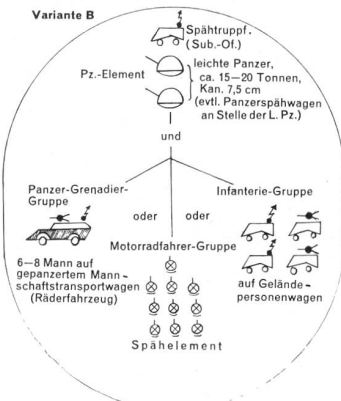 Variante B
Spähtruppf.
(Sub.-Of.)
Pz.-Element
leichte Panzer,
ca. 15—20 Tonnen,
Kan. 7,5 cm
(evtl. Panzerspähwagen
an Stelle der L. Pz.)
und
Panzer-Grenadier-
Gruppe
Infanterie-Gruppe
oder oder
Motorradfahrer-Gruppe
6—8 Mann auf
gepanzertem Mann-
schaftstransportwagen
(Räderfahrzeug)
auf Gelände-
personenwagen
Spähelement